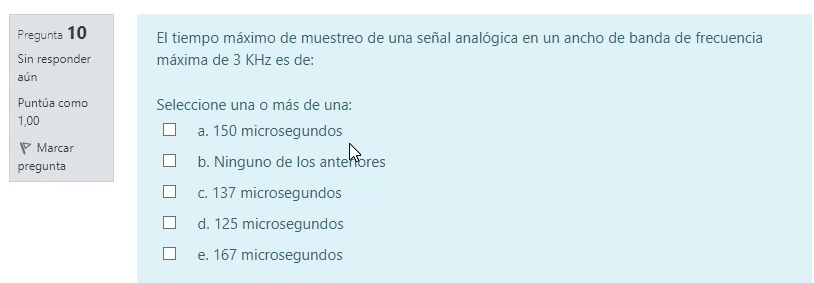 Pregunta 10
Sin responder
aún
Puntúa como
1,00
Marcar
pregunta
El tiempo máximo de muestreo de una señal analógica en un ancho de banda de frecuencia
máxima de 3 KHz es de:
Seleccione una o más de una:
a. 150 microsegundos
b. Ninguno de los anteriores
c. 137 microsegundos
d. 125 microsegundos
e. 167 microsegundos